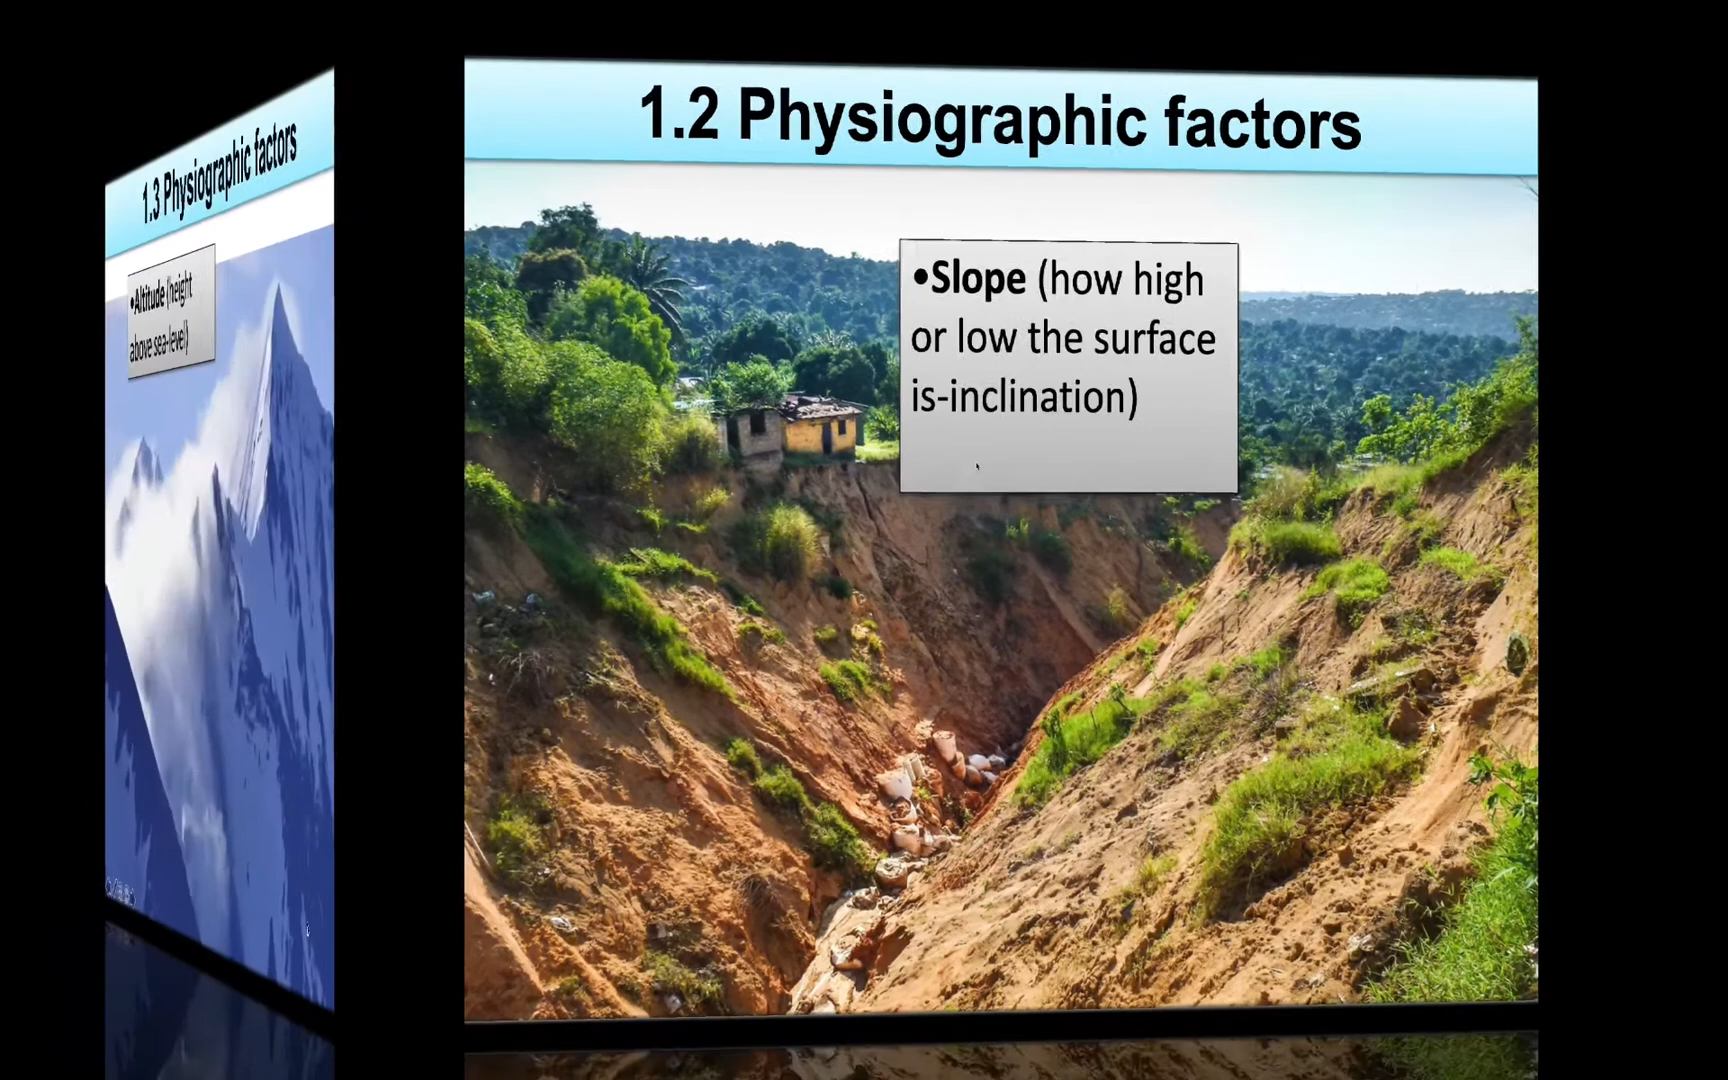 1.3 Physiographic factors
•Altitude (height
above sea-level)
1.2 Physiographic factors
•Slope (how high
or low the surface
is-inclination)